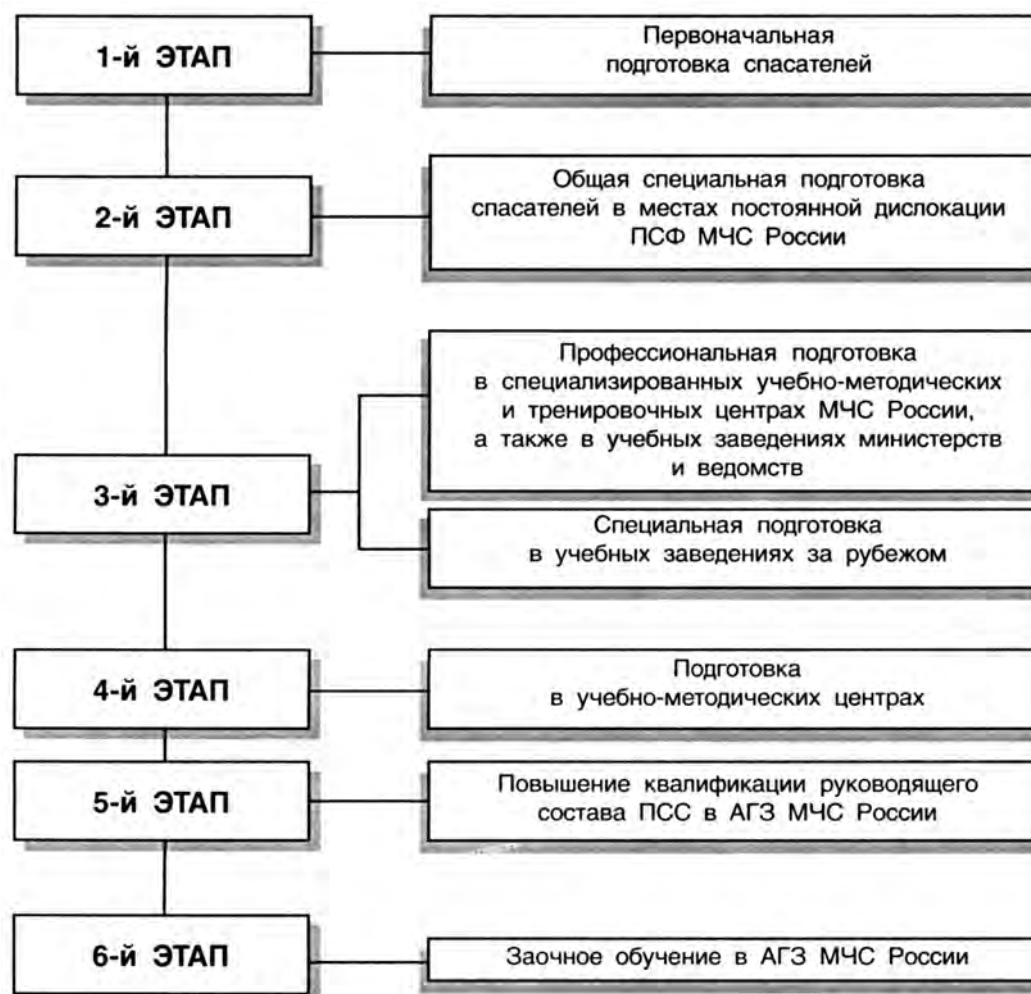 1-й ЭТАП
Первоначальная
подготовка спасателей
2-й ЭТАП
Общая специальная подготовка
спасателей в местах постоянной дислокации
ПСФ МЧС России
3-й ЭТАП
Профессиональная подготовка
в специализированных учебно-методических
и тренировочных центрах МЧС России,
а также в учебных заведениях министерств
и ведомств
Специальная подготовка
в учебных заведениях за рубежом
4-й ЭТАП
Подготовка
в учебно-методических центрах
5-й ЭТАП
Повышение квалификации руководящего
состава ПСС в АГЗ МЧС России
6-й ЭТАП
Заочное обучение в АГЗ МЧС России